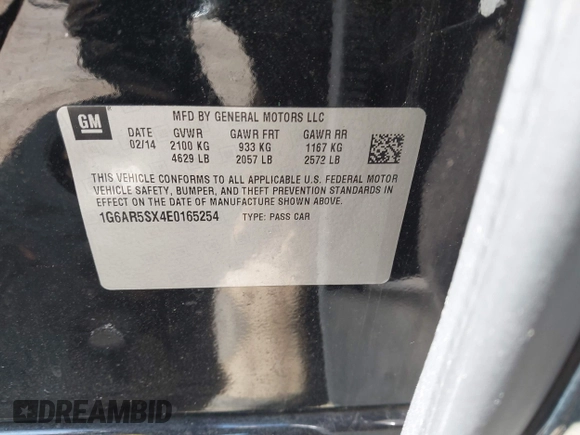 GM
MFD BY GENERAL MOTORS LLC
DATE GVWR GAWR FRT GAWR RR
02/14 2100 KG 933 KG 1167 KG
4629 LB 2057 LB 2572 LB
THIS VEHICLE CONFORMS TO ALL APPLICABLE U.S. FEDERAL MOTOR
VEHICLE SAFETY, BUMPER, AND THEFT PREVENTION STANDARDS
IN EFFECT ON THE DATE OF MANUFACTURE SHOWN ABOVE.
1G6AR5SX4E0165254 TYPE: PASS CAR
DREAMBID